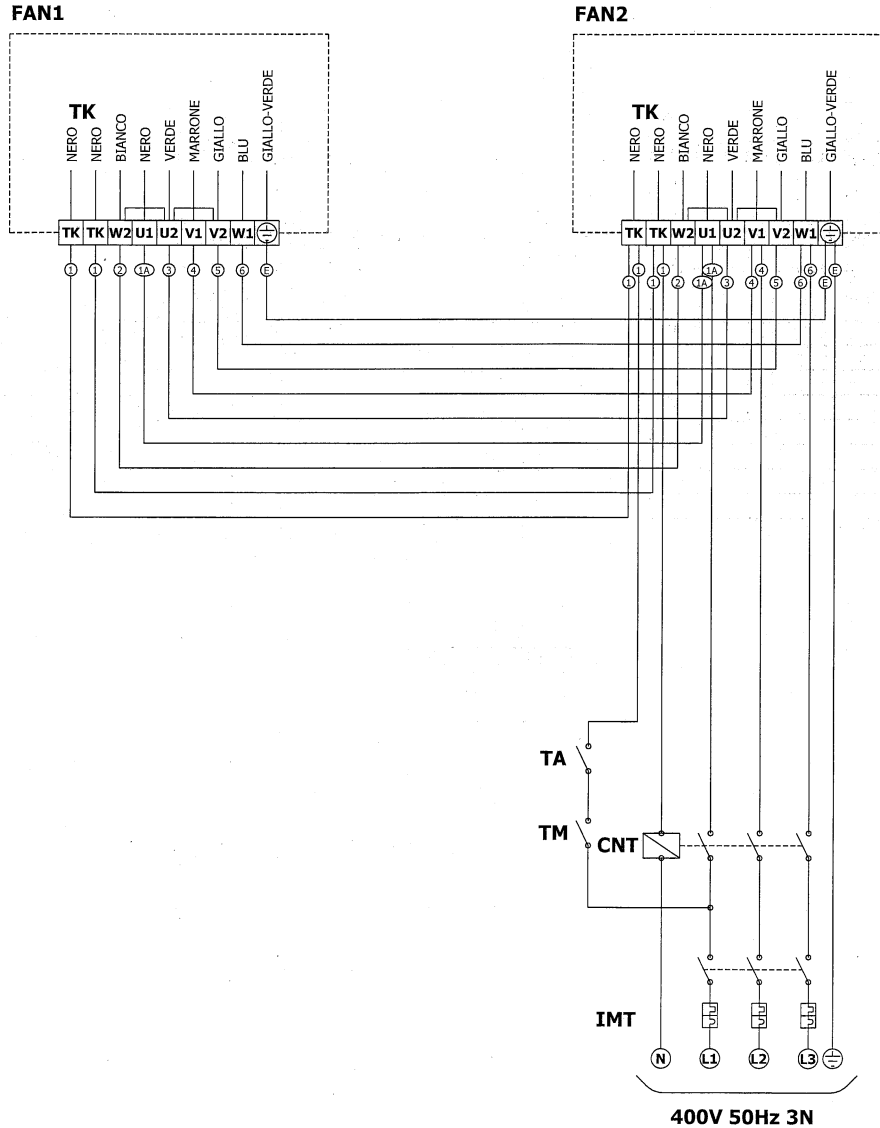 FAN1 FAN2
TK TK
NERO NERO BIANCO NERO VERDE MARRONE GIALLO BLU GIALLO-VERDE
NERO NERO BIANCO NERO VERDE MARRONE GIALLO BLU GIALLO-VERDE
TK TK W2 U1 U2 V1 V2 W1
TK TK W2 U1 U2 V1 V2 W1
1 1 2 1A 3 4 5 6 E
1 1 1A 4 6 E
1 1 2 1A 3 4 5 6 E
TA
TM
CNT
IMT
N L1 L2 L3
400V 50Hz 3N